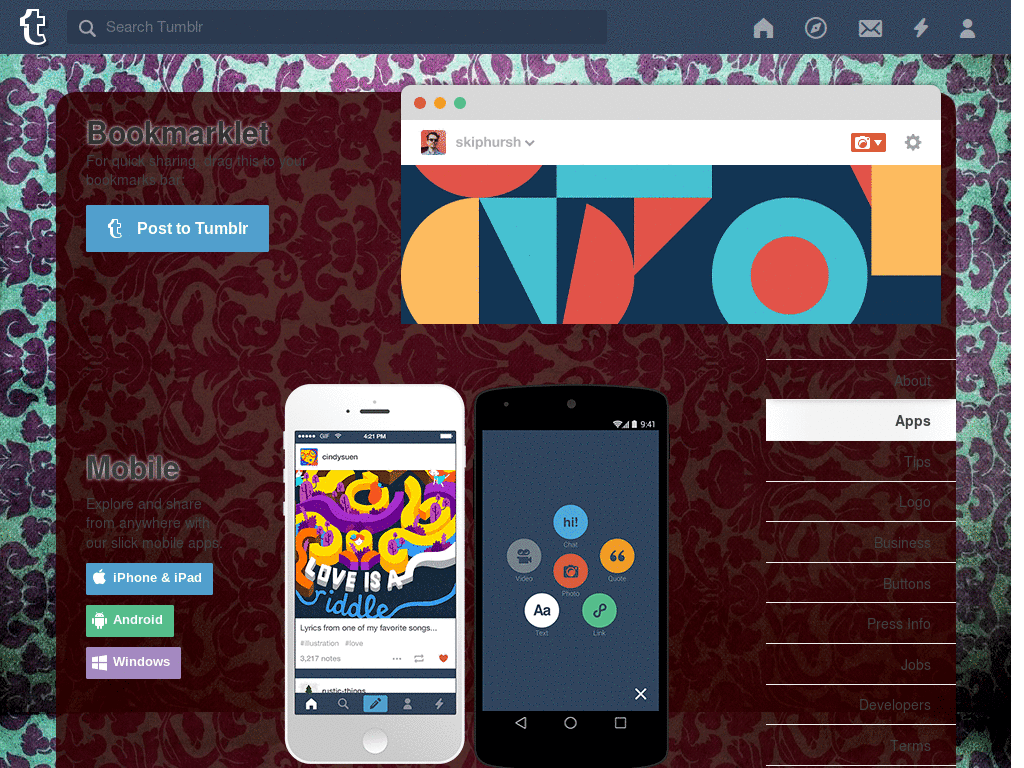 Search Tumblr
Bookmarklet
For quick sharing, drag this to your
bookmarks bar:
Post to Tumblr
skiphursh
Mobile
Explore and share
from anywhere with
our slick mobile apps.
iPhone & iPad
Android
Windows
GIF 4:21 PM
cindysuen
LOVE IS A
riddle
Lyrics from one of my favorite songs...
#illustration #love
3,217 notes
rustic-things
9:41
hi!
Chat
Video
Photo
Quote
Aa
Text
Link
About
Apps
Tips
Logo
Business
Buttons
Press Info
Jobs
Developers
Terms